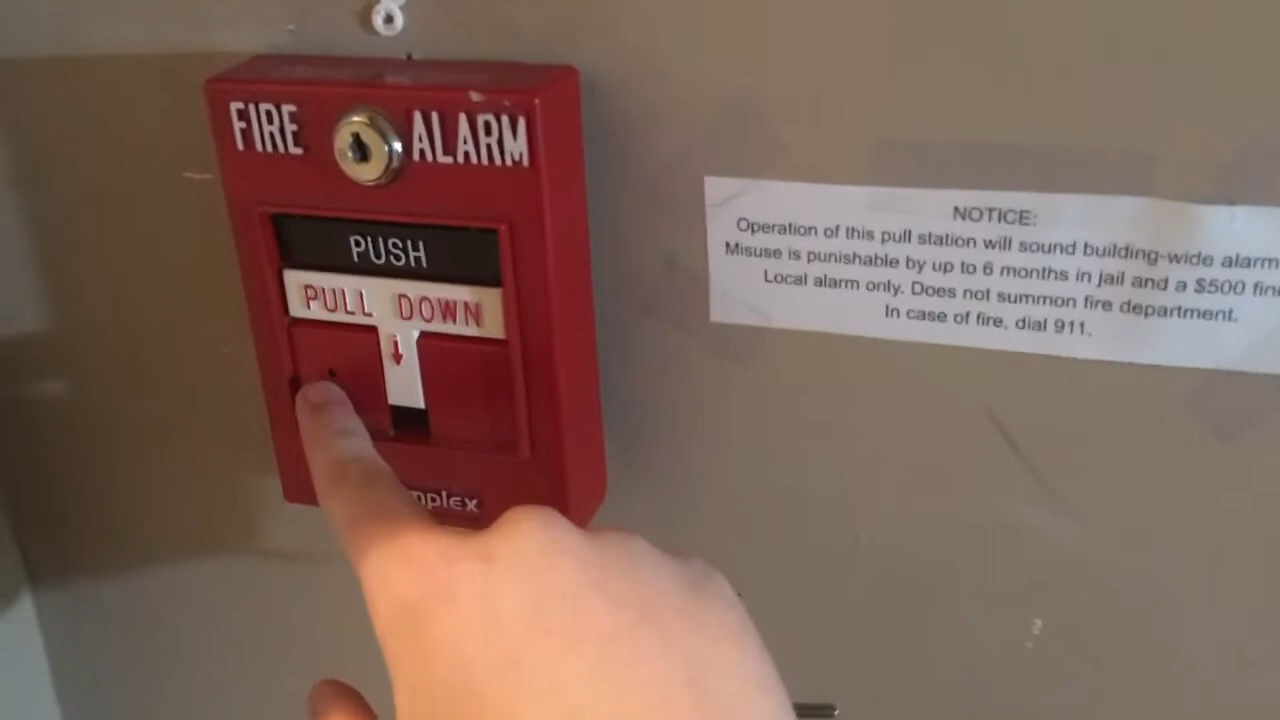 FIRE ALARM
PUSH
PULL DOWN
mplex
NOTICE:
Operation of this pull station will sound building-wide alarm
Misuse is punishable by up to 6 months in jail and a $500 fine
Local alarm only. Does not summon fire department.
In case of fire, dial 911.